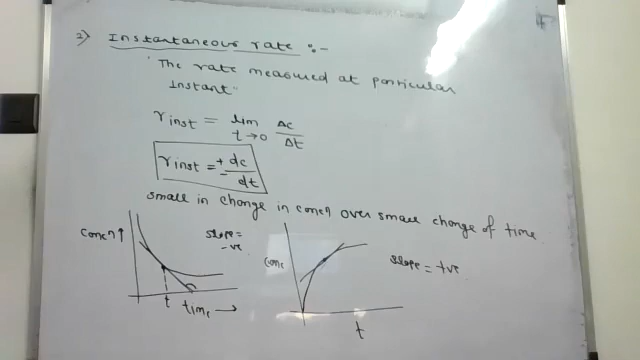 2) Instantaneous rate :-
"The rate measured at particular
instant"
r inst = lim t→0 Δc/Δt
r inst = ± dc/dt
small in change in concn over small change of time
concn ↑
slope =
-ve
t
time →
conc
slope = +ve
t